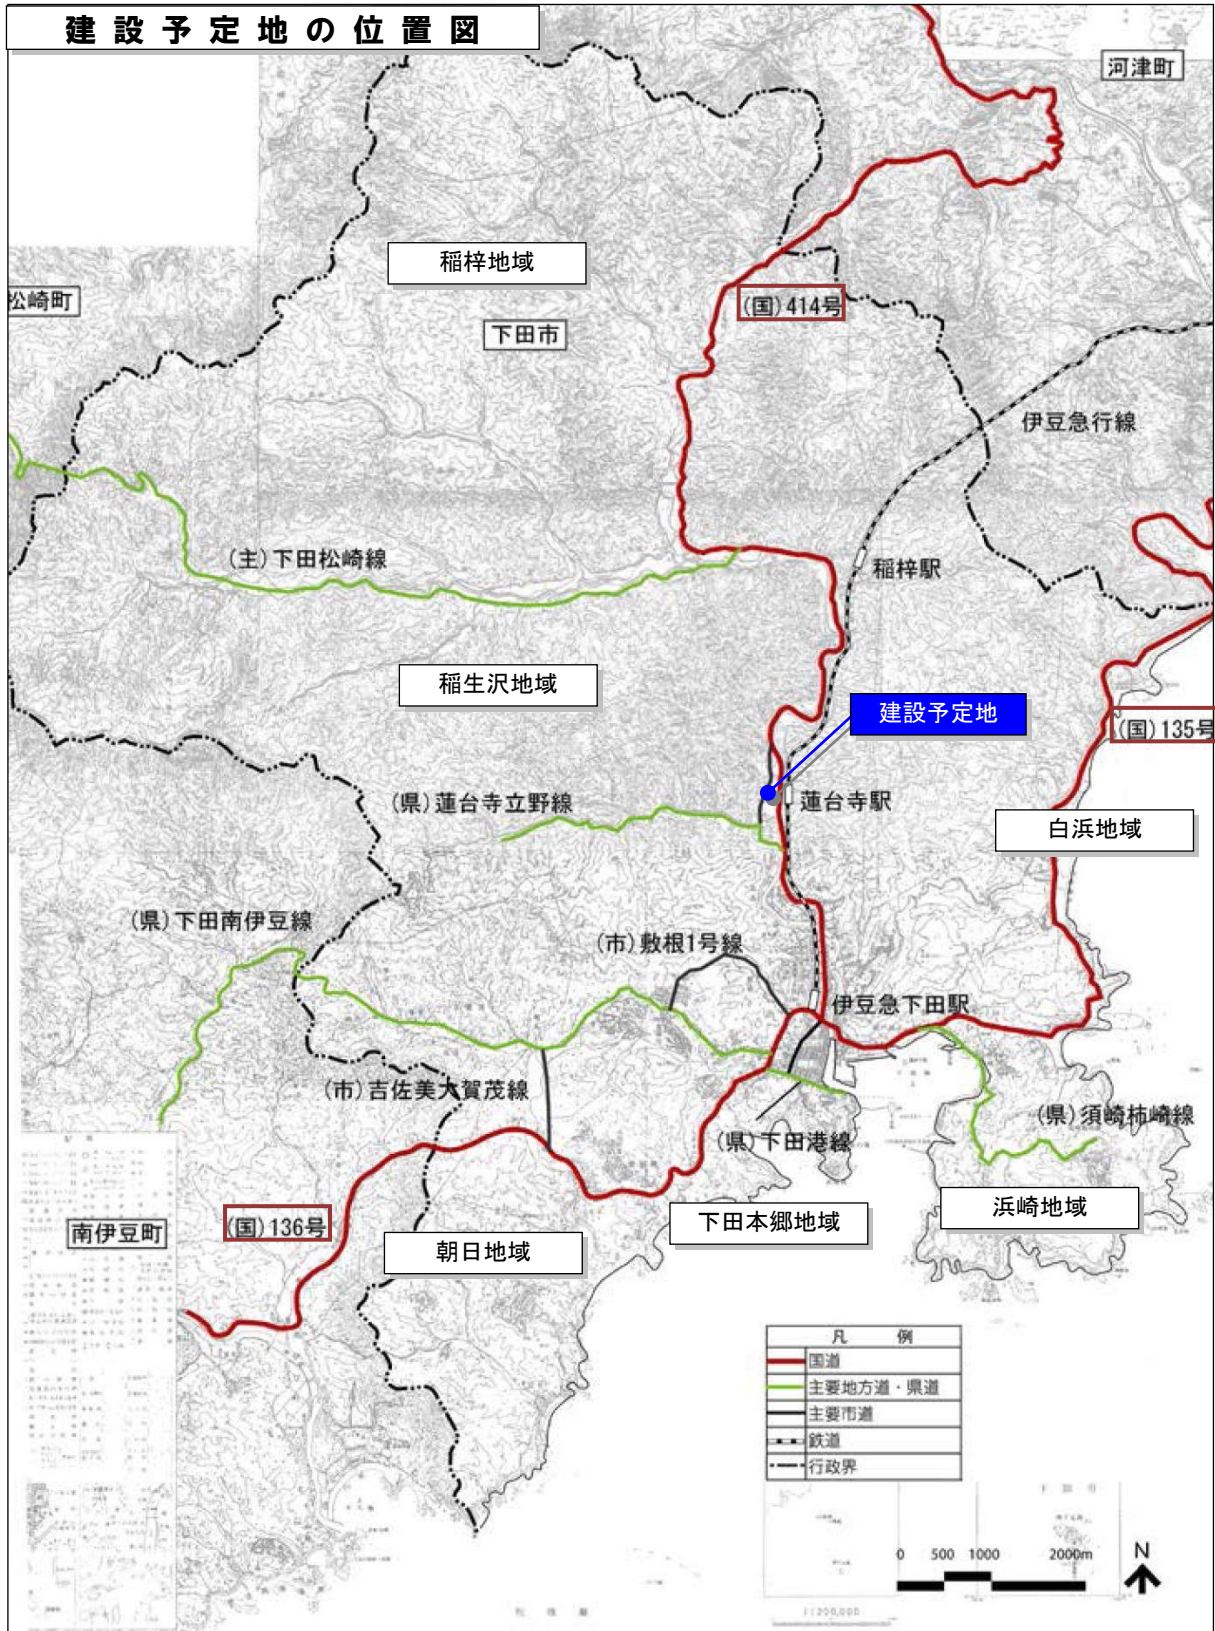 建設予定地の位置図
河津町
稲梓地域
松崎町
(国)414号
下田市
伊豆急行線
(主)下田松崎線
稲梓駅
稲生沢地域
建設予定地
(国)135号
(県)蓮台寺立野線
蓮台寺駅
白浜地域
(県)下田南伊豆線
(市)敷根1号線
伊豆急下田駅
(市)吉佐美大賀茂線
(県)須崎柿崎線
(県)下田港線
浜崎地域
下田本郷地域
南伊豆町
(国)136号
朝日地域
凡 例
国道
主要地方道・県道
主要市道
鉄道
行政界
0 500 1000 2000m
N
1:200,000